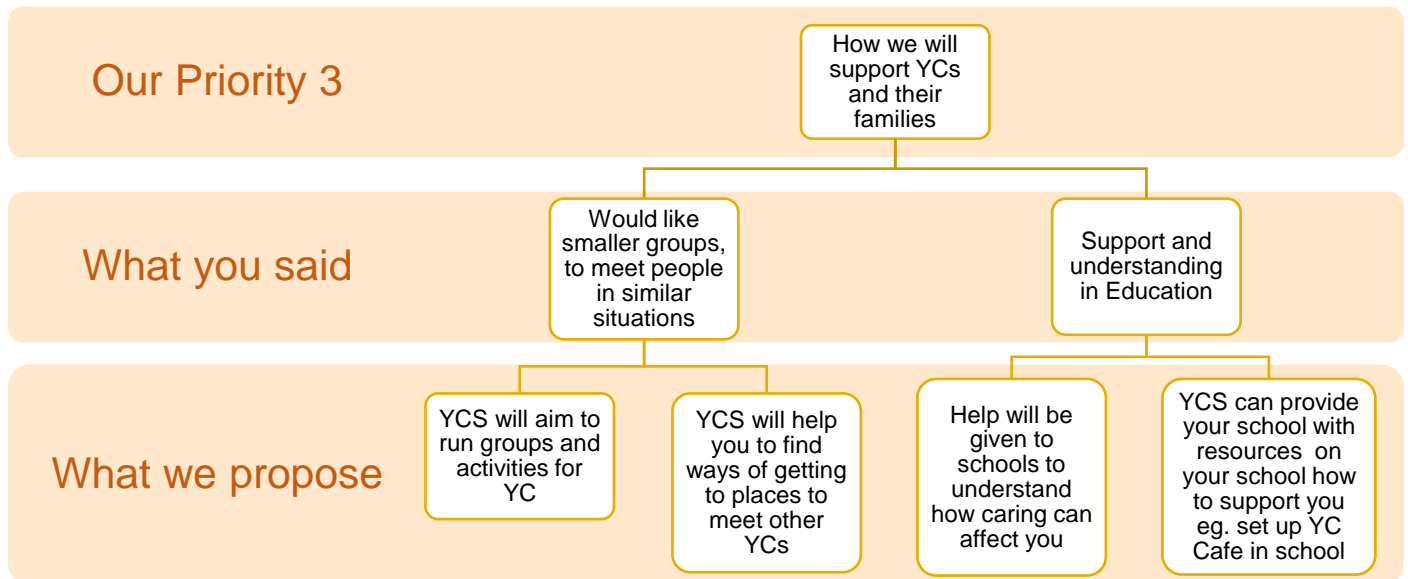 Our Priority 3
How we will
support YCs
and their
families
What you said
Would like
smaller groups,
to meet people
in similar
situations
Support and
understanding
in Education
What we propose
YCS will aim to
run groups and
activities for
YC
YCS will help
you to find
ways of getting
to places to
meet other
YCs
Help will be
given to
schools to
understand
how caring can
affect you
YCS can provide
your school with
resources on
your school how
to support you
eg. set up YC
Cafe in school